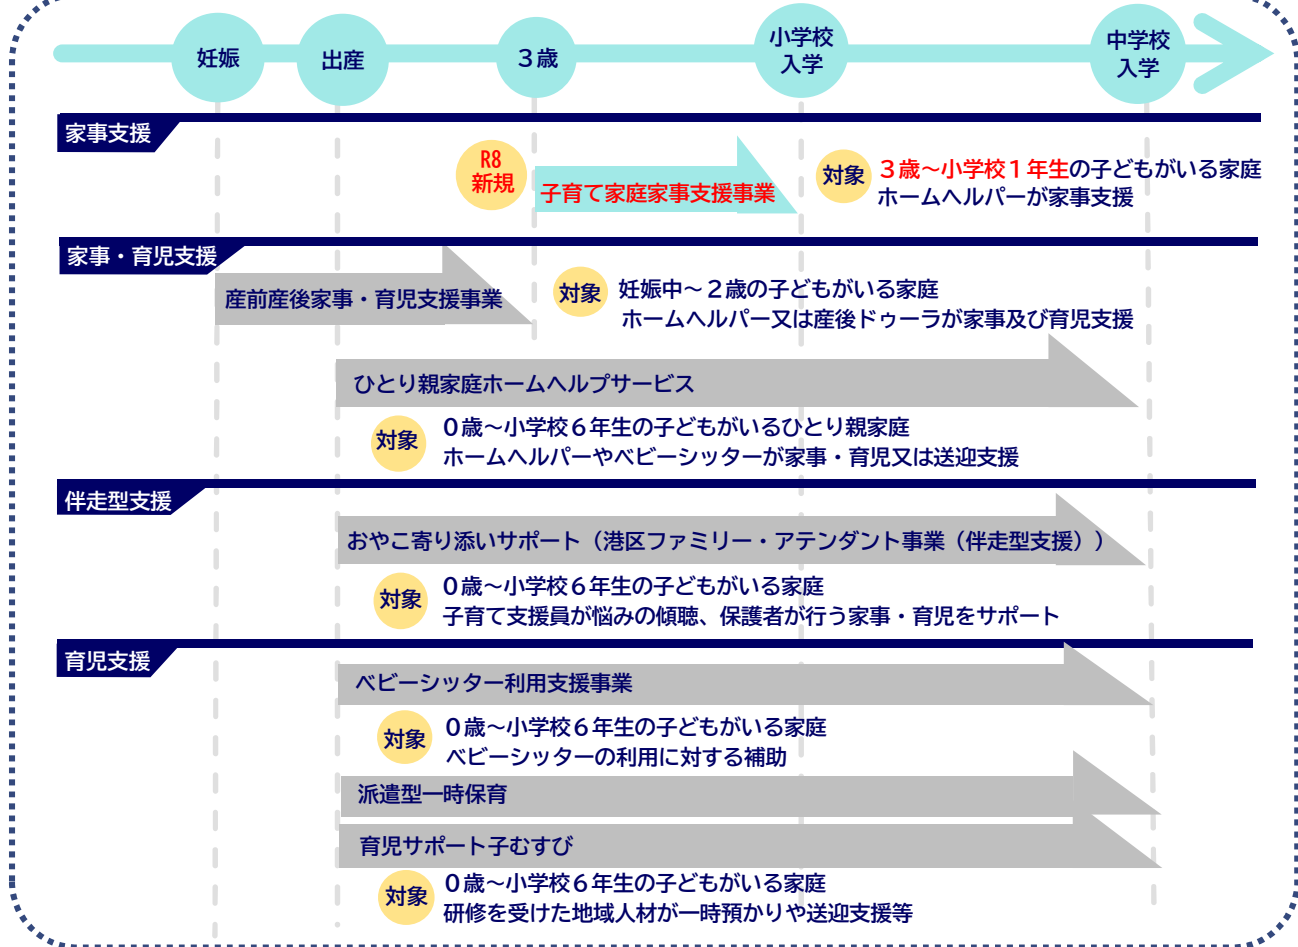 妊娠
出産
３歳
小学校
入学
中学校
入学
家事支援
R8
新規
子育て家庭家事支援事業
対象
３歳～小学校１年生の子どもがいる家庭
ホームヘルパーが家事支援
家事・育児支援
産前産後家事・育児支援事業
対象
妊娠中～２歳の子どもがいる家庭
ホームヘルパー又は産後ドゥーラが家事及び育児支援
ひとり親家庭ホームヘルプサービス
対象
０歳～小学校６年生の子どもがいるひとり親家庭
ホームヘルパーやベビーシッターが家事・育児又は送迎支援
伴走型支援
おやこ寄り添いサポート（港区ファミリー・アテンダント事業（伴走型支援））
対象
０歳～小学校６年生の子どもがいる家庭
子育て支援員が悩みの傾聴、保護者が行う家事・育児をサポート
育児支援
ベビーシッター利用支援事業
対象
０歳～小学校６年生の子どもがいる家庭
ベビーシッターの利用に対する補助
派遣型一時保育
育児サポート子むすび
対象
０歳～小学校６年生の子どもがいる家庭
研修を受けた地域人材が一時預かりや送迎支援等